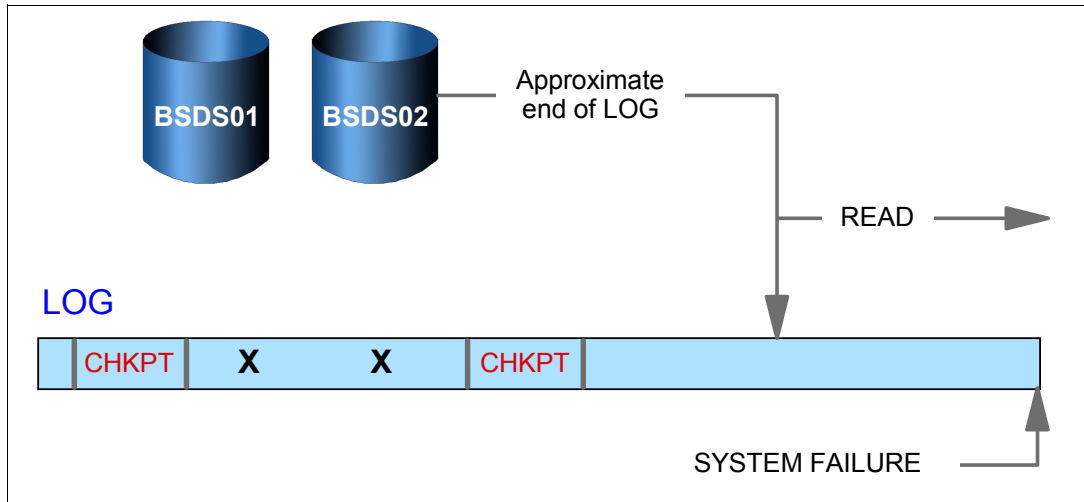 BSDS01
BSDS02
Approximate
end of LOG
READ
LOG
CHKPT
X
X
CHKPT
SYSTEM FAILURE